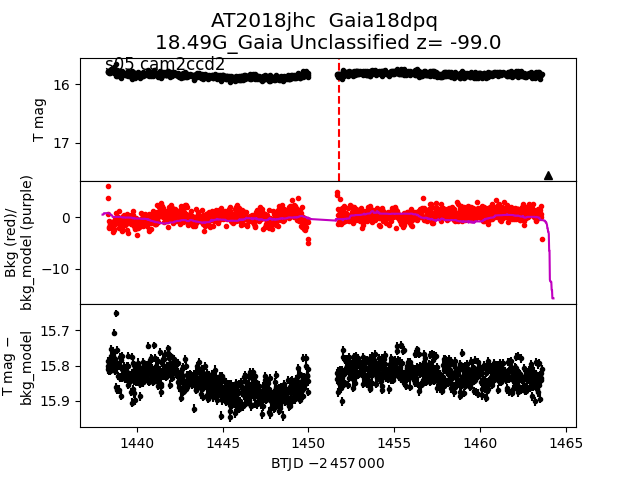 AT2018jhc  Gaia18dpq
18.49G_Gaia Unclassified z= -99.0
s05 cam2ccd2
T mag
16
17
Bkg (red)/
bkg_model (purple)
0
−10
T mag −
bkg_model
15.7
15.8
15.9
1440
1445
1450
1455
1460
1465
BTJD −2 457 000